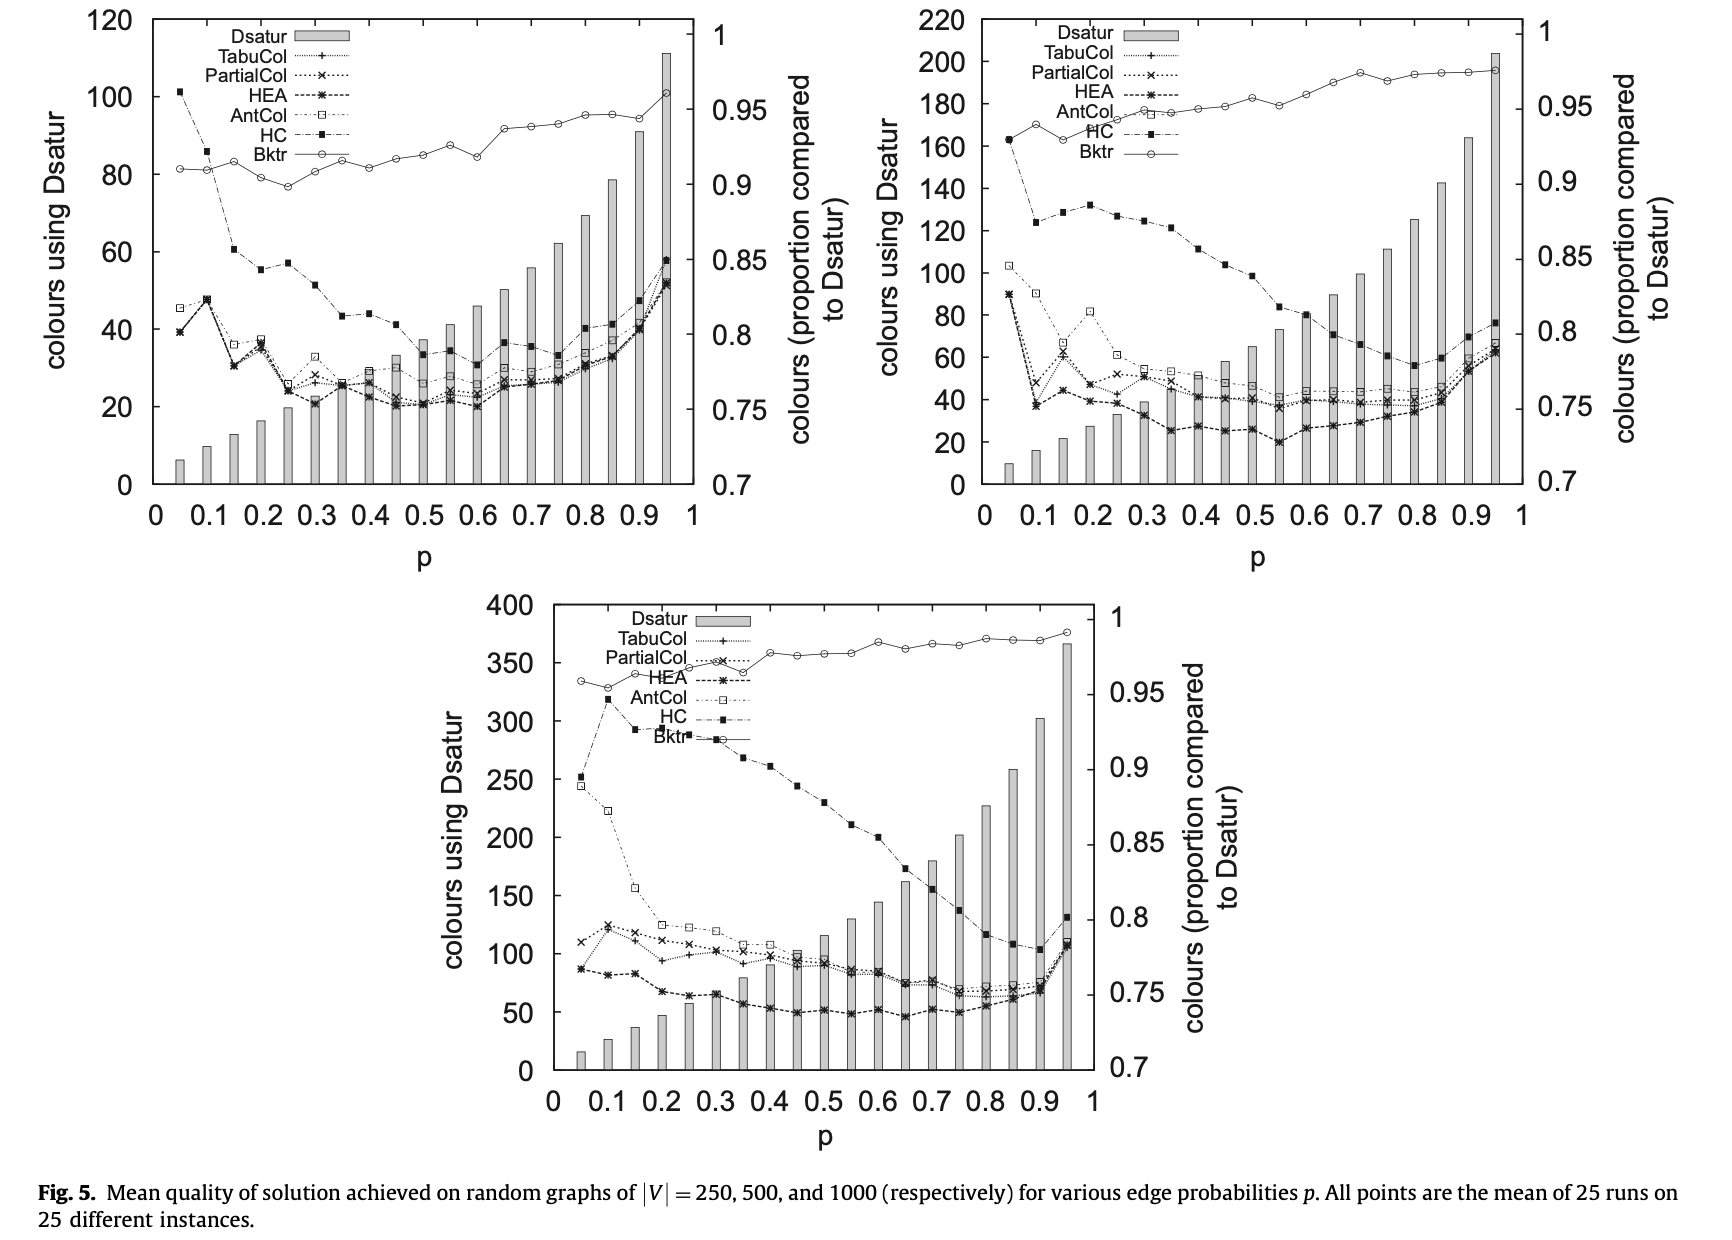 120
100
80
60
40
20
0
colours using Dsatur
Dsatur
TabuCol
PartialCol
HEA
AntCol
HC
Bktr
1
0.95
0.9
0.85
0.8
0.75
0.7
colours (proportion compared
to Dsatur)
0 0.1 0.2 0.3 0.4 0.5 0.6 0.7 0.8 0.9 1
p
220
200
180
160
140
120
100
80
60
40
20
0
colours using Dsatur
Dsatur
TabuCol
PartialCol
HEA
AntCol
HC
Bktr
1
0.95
0.9
0.85
0.8
0.75
0.7
colours (proportion compared
to Dsatur)
0 0.1 0.2 0.3 0.4 0.5 0.6 0.7 0.8 0.9 1
p
400
350
300
250
200
150
100
50
0
colours using Dsatur
Dsatur
TabuCol
PartialCol
HEA
AntCol
HC
Bktr
1
0.95
0.9
0.85
0.8
0.75
0.7
colours (proportion compared
to Dsatur)
0 0.1 0.2 0.3 0.4 0.5 0.6 0.7 0.8 0.9 1
p
Fig. 5. Mean quality of solution achieved on random graphs of |V| = 250, 500, and 1000 (respectively) for various edge probabilities p. All points are the mean of 25 runs on
25 different instances.